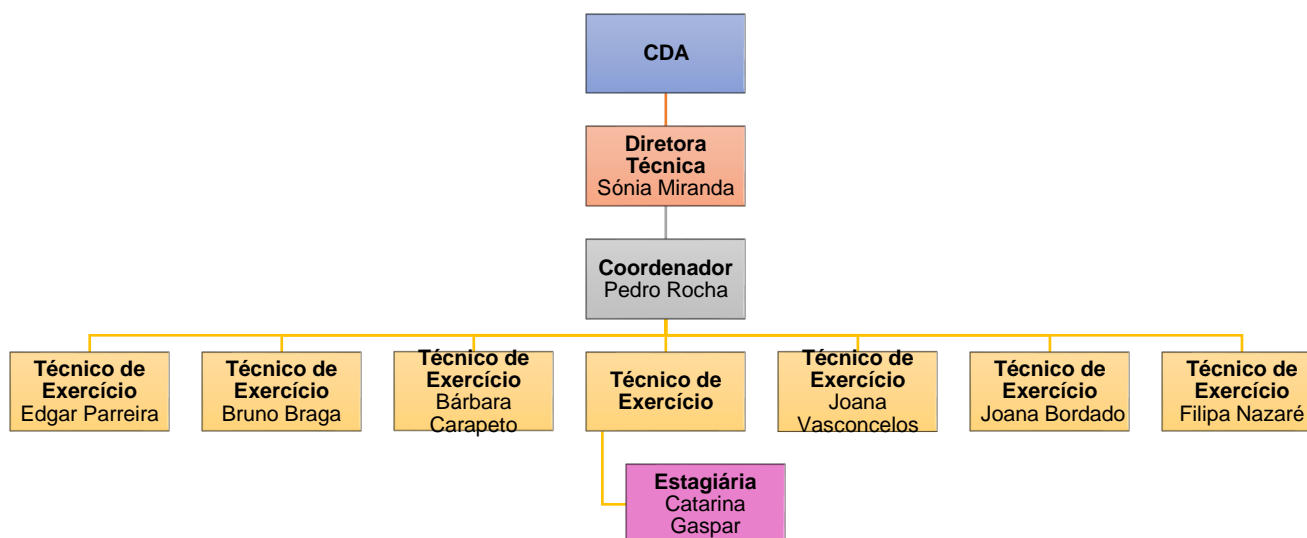 CDA
Diretora
Técnica
Sónia Miranda
Coordenador
Pedro Rocha
Técnico de
Exercício
Edgar Parreira
Técnico de
Exercício
Bruno Braga
Técnico de
Exercício
Bárbara
Carapeto
Técnico de
Exercício
Técnico de
Exercício
Joana
Vasconcelos
Técnico de
Exercício
Joana Bordado
Técnico de
Exercício
Filipa Nazaré
Estagiária
Catarina
Gaspar